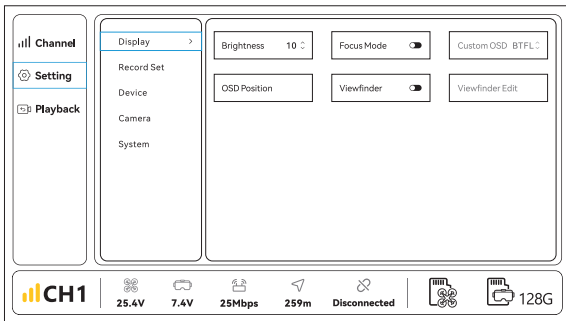 Channel
Setting
Playback
Display >
Record Set
Device
Camera
System
Brightness 10
Focus Mode
Custom OSD BTFL
OSD Position
Viewfinder
Viewfinder Edit
CH1
25.4V
7.4V
25Mbps
259m
Disconnected
128G